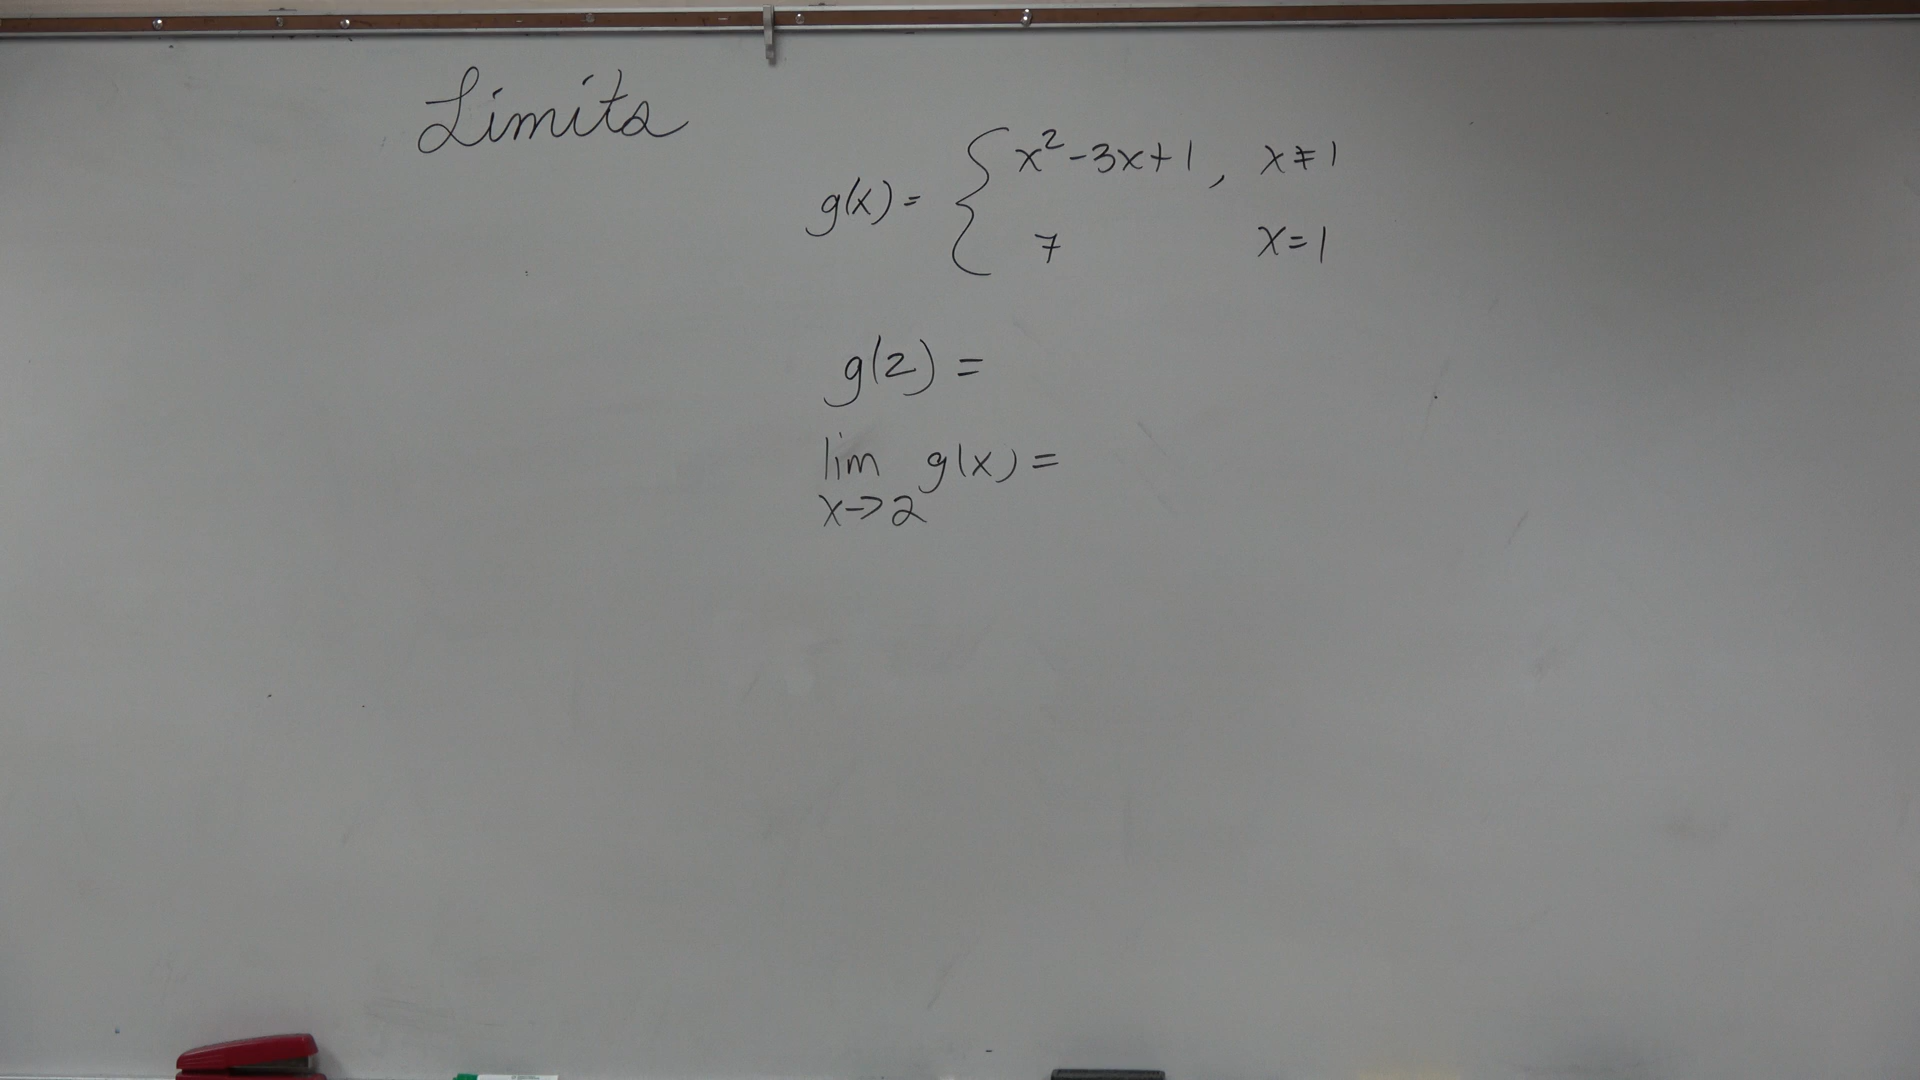 Limits
g(x) = { x² - 3x + 1, x ≠ 1
7 x = 1
g(2) =
lim g(x) =
x → 2